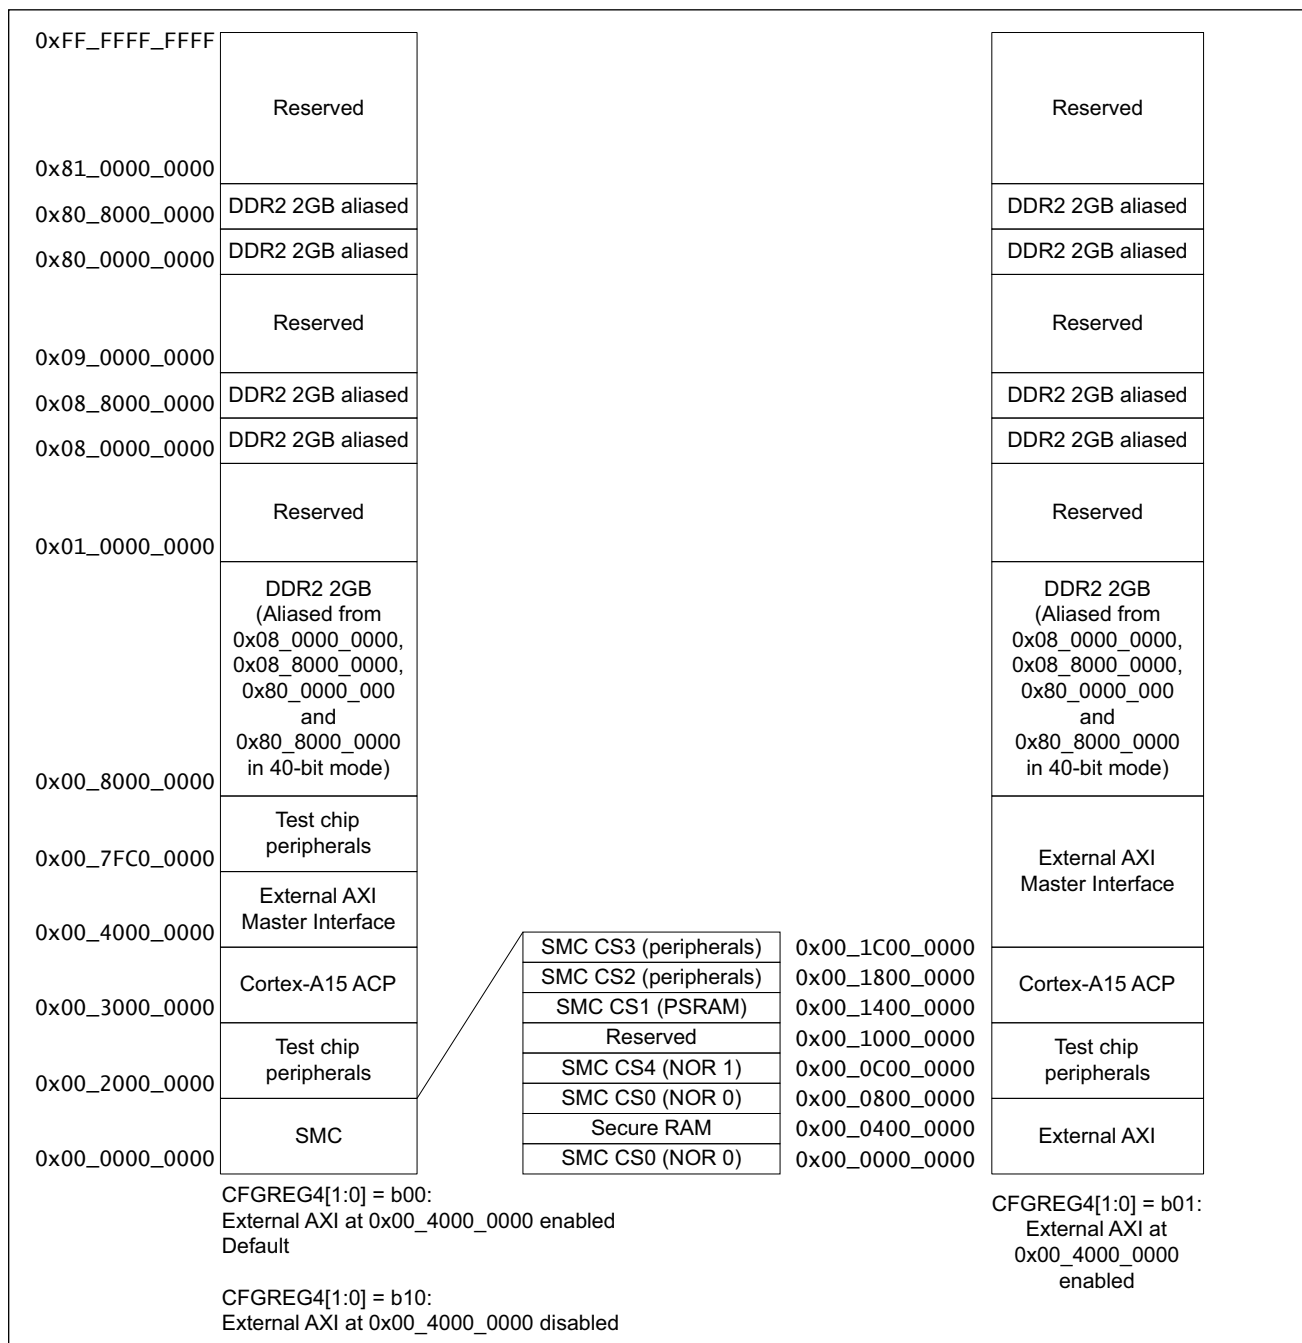 0xFF_FFFF_FFFF
Reserved
0x81_0000_0000
DDR2 2GB aliased
0x80_8000_0000
DDR2 2GB aliased
0x80_0000_0000
Reserved
0x09_0000_0000
DDR2 2GB aliased
0x08_8000_0000
DDR2 2GB aliased
0x08_0000_0000
Reserved
0x01_0000_0000
DDR2 2GB
(Aliased from
0x08_0000_0000,
0x08_8000_0000,
0x80_0000_000
and
0x80_8000_0000
in 40-bit mode)
0x00_8000_0000
Test chip
peripherals
0x00_7FC0_0000
External AXI
Master Interface
0x00_4000_0000
Cortex-A15 ACP
0x00_3000_0000
Test chip
peripherals
0x00_2000_0000
SMC
0x00_0000_0000
CFGREG4[1:0] = b00:
External AXI at 0x00_4000_0000 enabled
Default
CFGREG4[1:0] = b10:
External AXI at 0x00_4000_0000 disabled
SMC CS3 (peripherals) 0x00_1C00_0000
SMC CS2 (peripherals) 0x00_1800_0000
SMC CS1 (PSRAM) 0x00_1400_0000
Reserved 0x00_1000_0000
SMC CS4 (NOR 1) 0x00_0C00_0000
SMC CS0 (NOR 0) 0x00_0800_0000
Secure RAM 0x00_0400_0000
SMC CS0 (NOR 0) 0x00_0000_0000
Reserved
DDR2 2GB aliased
DDR2 2GB aliased
Reserved
DDR2 2GB aliased
DDR2 2GB aliased
Reserved
DDR2 2GB
(Aliased from
0x08_0000_0000,
0x08_8000_0000,
0x80_0000_000
and
0x80_8000_0000
in 40-bit mode)
External AXI
Master Interface
Cortex-A15 ACP
Test chip
peripherals
External AXI
CFGREG4[1:0] = b01:
External AXI at
0x00_4000_0000
enabled